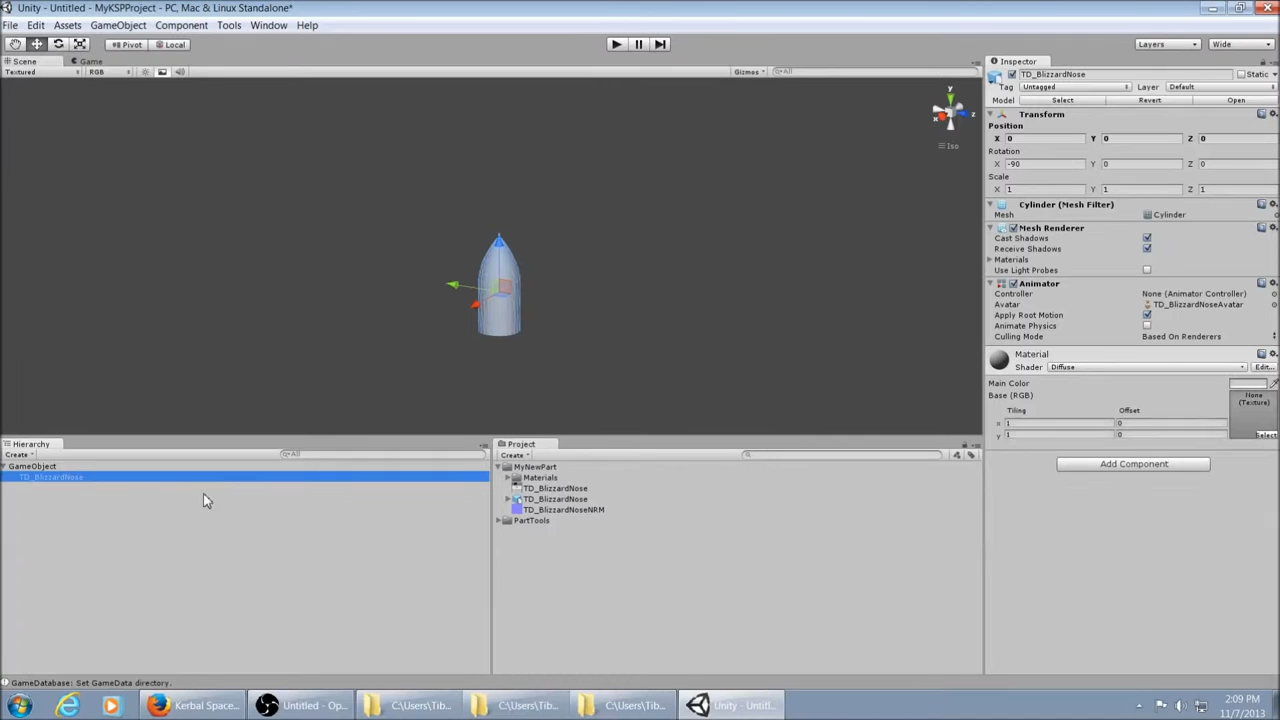 Unity - Untitled - MyKSPProject - PC, Mac & Linux Standalone*
File Edit Assets GameObject Component Tools Window Help
Pivot Local Layers Wide
Scene Game
Textured RGB Gizmos All
y
x z
Iso
Inspector
TD_BlizzardNose Static
Tag Untagged Layer Default
Model Select Revert Open
Transform
Position
X 0 Y 0 Z 0
Rotation
X -90 Y 0 Z 0
Scale
X 1 Y 1 Z 1
Cylinder (Mesh Filter)
Mesh Cylinder
Mesh Renderer
Cast Shadows
Receive Shadows
Materials
Use Light Probes
Animator
Controller None (Animator Controller)
Avatar TD_BlizzardNoseAvatar
Apply Root Motion
Animate Physics
Culling Mode Based On Renderers
Material
Shader Diffuse Edit...
Main Color
Base (RGB) None
(Texture)
Tiling Offset
x 1 0
y 1 0 Select
Add Component
Hierarchy
Create All
GameObject
TD_BlizzardNose
Project
Create
MyNewPart
Materials
TD_BlizzardNose
TD_BlizzardNose
TD_BlizzardNoseNRM
PartTools
GameDatabase: Set GameData directory.
Kerbal Space... Untitled - Op... C:\Users\Tib... C:\Users\Tib... C:\Users\Tib... Unity - Untitl...
2:09 PM
11/7/2013